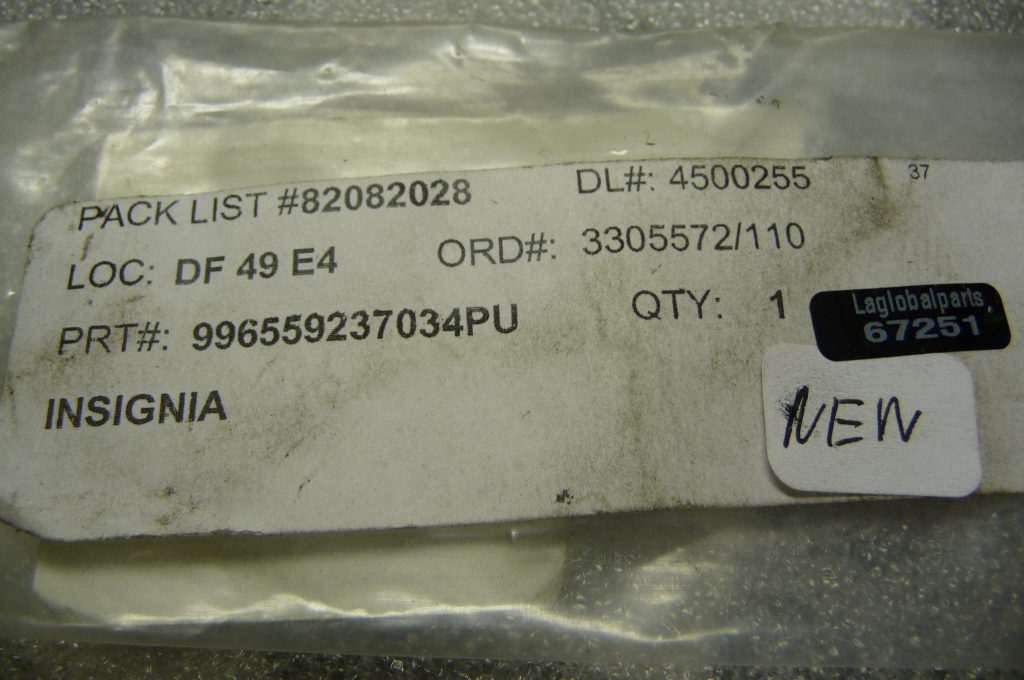 PACK LIST #82082028 DL#: 4500255 37
LOC: DF 49 E4 ORD#: 3305572/110
PRT#: 996559237034PU QTY: 1
Laglobalparts
67251
INSIGNIA
NEW